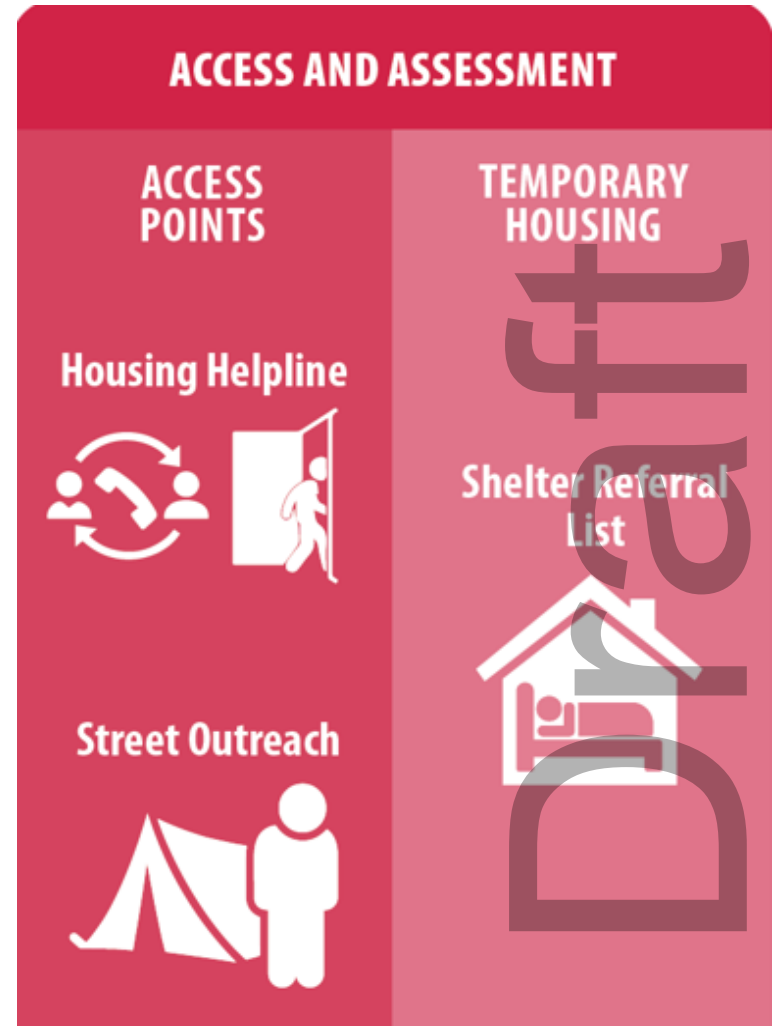 ACCESS AND ASSESSMENT
ACCESS
POINTS
Housing Helpline
Street Outreach
TEMPORARY
HOUSING
Shelter Referral
List
Draft